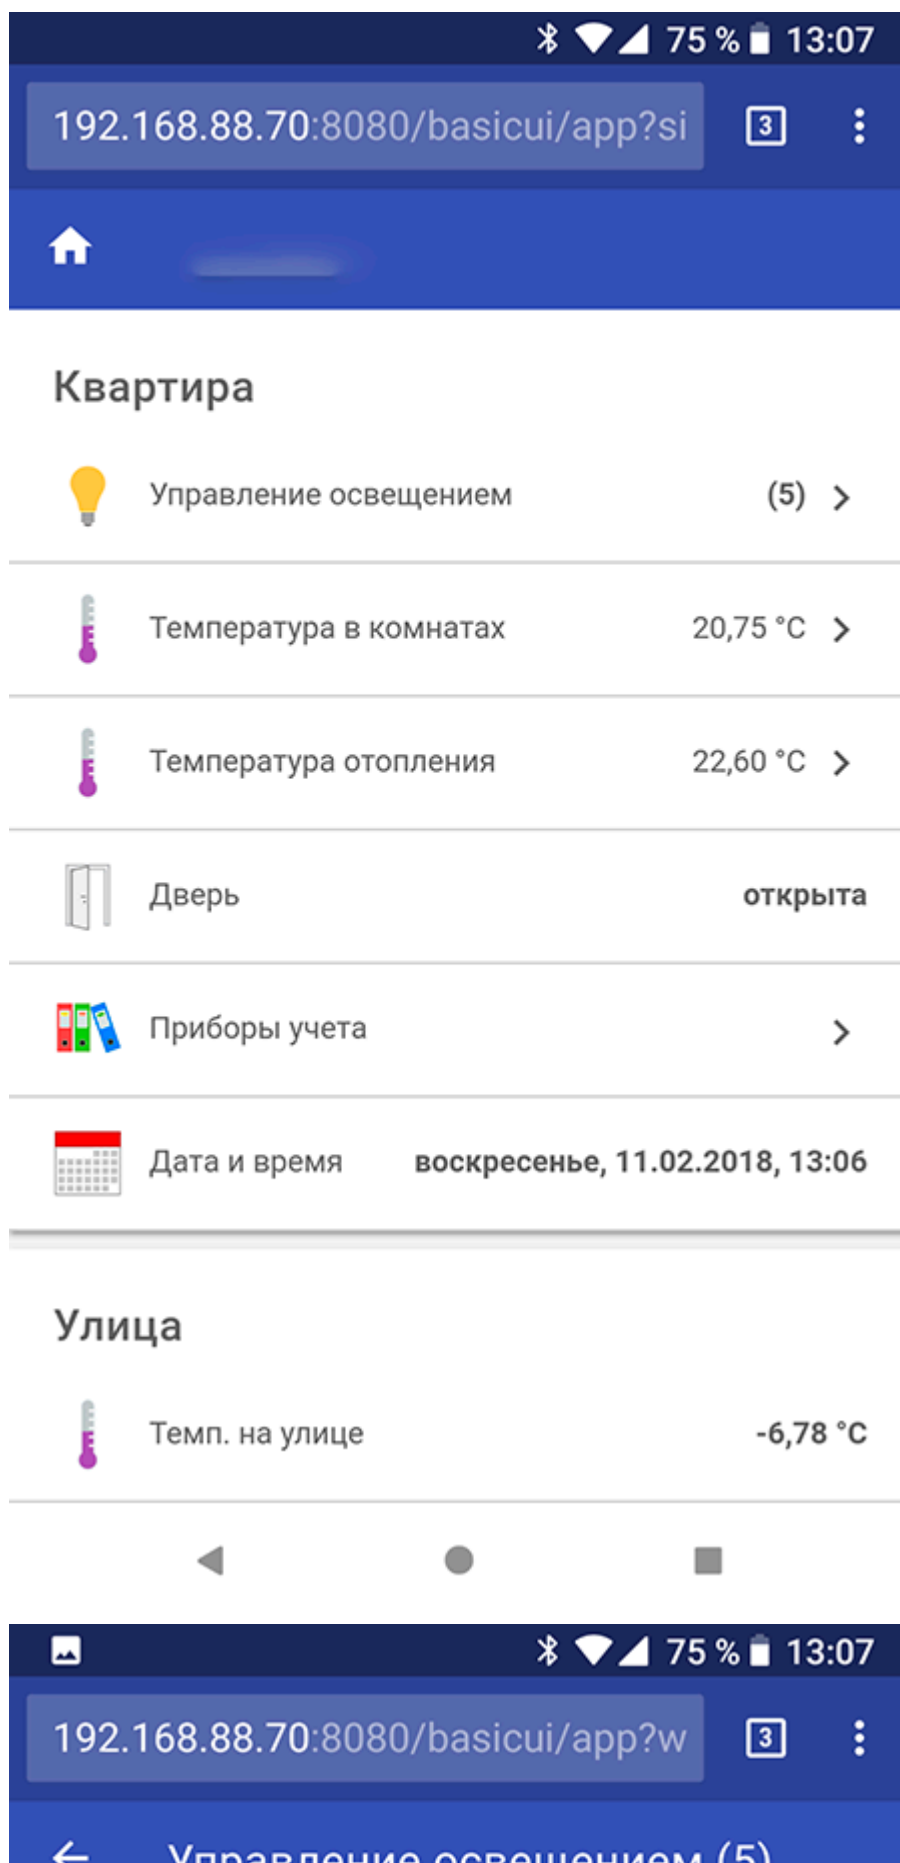 75 % 13:07
192.168.88.70:8080/basicui/app?si 3
Квартира
Управление освещением (5)
Температура в комнатах 20,75 °C
Температура отопления 22,60 °C
Дверь открыта
Приборы учета
Дата и время воскресенье, 11.02.2018, 13:06
Улица
Темп. на улице -6,78 °C
75 % 13:07
192.168.88.70:8080/basicui/app?w 3
Управление освещением (5)